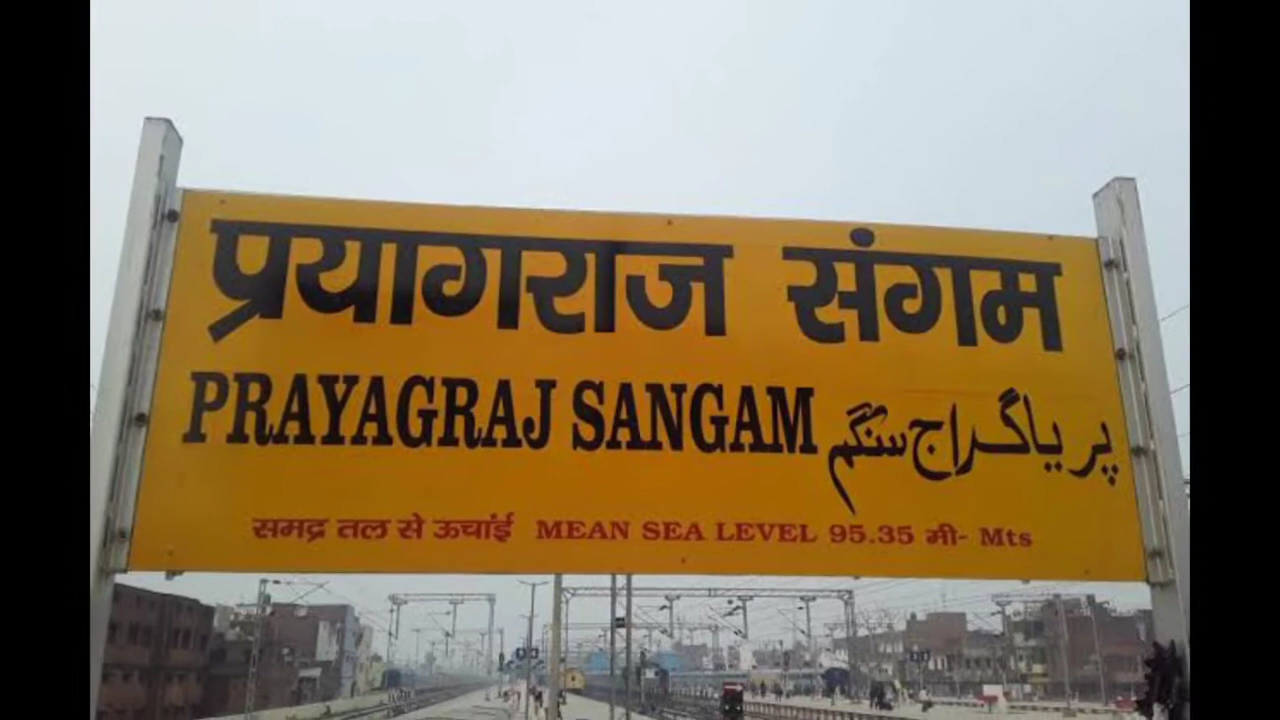 प्रयागराज संगम
PRAYAGRAJ SANGAM پریاگراج سنگم
समद्र तल से ऊचांई MEAN SEA LEVEL 95.35 मी- Mts